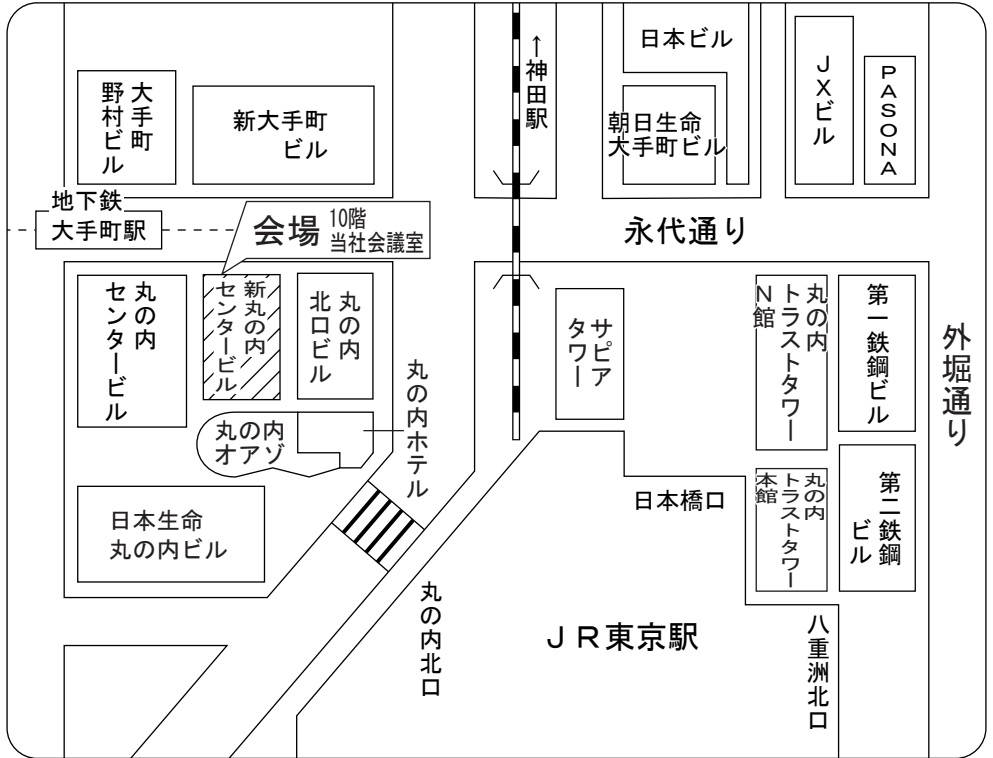 日本ビル
↑神田駅
JXビル
PASONA
大手町
野村ビル
新大手町
ビル
朝日生命
大手町ビル
地下鉄
大手町駅
会場
10階
当社会議室
永代通り
丸の内
センタービル
新丸の内
センタービル
丸の内
北口ビル
サピア
タワー
丸の内
トラストタワー
N館
第一鉄鋼ビル
外堀通り
丸の内ホテル
丸の内
オアゾ
日本生命
丸の内ビル
日本橋口
丸の内
トラストタワー
本館
第二鉄鋼
ビル
丸の内北口
JR東京駅
八重洲北口